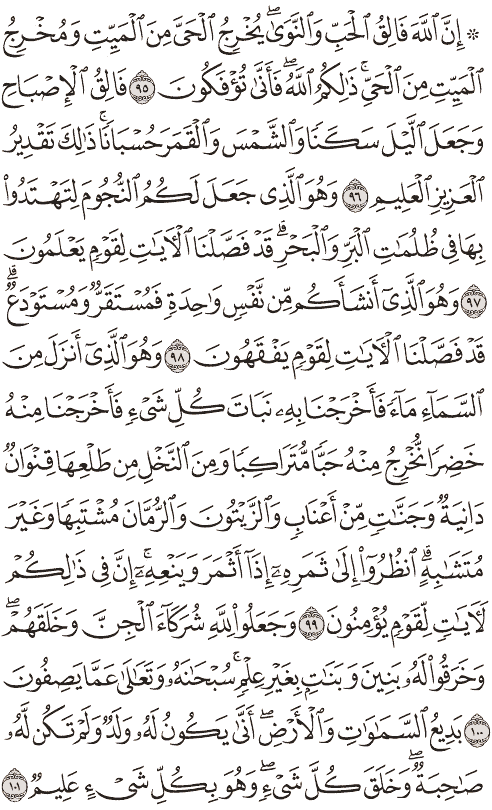 ۞ إِنَّ ٱللَّهَ فَالِقُ ٱلْحَبِّ وَٱلنَّوَىٰ ۖ يُخْرِجُ ٱلْحَىَّ مِنَ ٱلْمَيِّتِ وَمُخْرِجُ
ٱلْمَيِّتِ مِنَ ٱلْحَىِّ ۚ ذَٰلِكُمُ ٱللَّهُ ۖ فَأَنَّىٰ تُؤْفَكُونَ ٩٥ فَالِقُ ٱلْإِصْبَاحِ
وَجَعَلَ ٱلَّيْلَ سَكَنًا وَٱلشَّمْسَ وَٱلْقَمَرَ حُسْبَانًا ۚ ذَٰلِكَ تَقْدِيرُ
ٱلْعَزِيزِ ٱلْعَلِيمِ ٩٦ وَهُوَ ٱلَّذِى جَعَلَ لَكُمُ ٱلنُّجُومَ لِتَهْتَدُوا۟
بِهَا فِى ظُلُمَٰتِ ٱلْبَرِّ وَٱلْبَحْرِ ۗ قَدْ فَصَّلْنَا ٱلْـَٔايَٰتِ لِقَوْمٍ يَعْلَمُونَ
٩٧ وَهُوَ ٱلَّذِىٓ أَنشَأَكُم مِّن نَّفْسٍ وَٰحِدَةٍ فَمُسْتَقَرٌّ وَمُسْتَوْدَعٌ ۗ
قَدْ فَصَّلْنَا ٱلْـَٔايَٰتِ لِقَوْمٍ يَفْقَهُونَ ٩٨ وَهُوَ ٱلَّذِىٓ أَنزَلَ مِنَ
ٱلسَّمَآءِ مَآءً فَأَخْرَجْنَا بِهِۦ نَبَاتَ كُلِّ شَىْءٍ فَأَخْرَجْنَا مِنْهُ
خَضِرًا نُّخْرِجُ مِنْهُ حَبًّا مُّتَرَاكِبًا وَمِنَ ٱلنَّخْلِ مِن طَلْعِهَا قِنْوَانٌ
دَانِيَةٌ وَجَنَّٰتٍ مِّنْ أَعْنَابٍ وَٱلزَّيْتُونَ وَٱلرُّمَّانَ مُشْتَبِهًا وَغَيْرَ
مُتَشَٰبِهٍ ۗ ٱنظُرُوٓا۟ إِلَىٰ ثَمَرِهِۦٓ إِذَآ أَثْمَرَ وَيَنْعِهِۦٓ ۚ إِنَّ فِى ذَٰلِكُمْ
لَـَٔايَٰتٍ لِّقَوْمٍ يُؤْمِنُونَ ٩٩ وَجَعَلُوا۟ لِلَّهِ شُرَكَآءَ ٱلْجِنَّ وَخَلَقَهُمْ ۖ
وَخَرَقُوا۟ لَهُۥ بَنِينَ وَبَنَٰتٍۭ بِغَيْرِ عِلْمٍ ۚ سُبْحَٰنَهُۥ وَتَعَٰلَىٰ عَمَّا يَصِفُونَ
١٠٠ بَدِيعُ ٱلسَّمَٰوَٰتِ وَٱلْأَرْضِ ۖ أَنَّىٰ يَكُونُ لَهُۥ وَلَدٌ وَلَمْ تَكُن لَّهُۥ
صَٰحِبَةٌ ۖ وَخَلَقَ كُلَّ شَىْءٍ ۖ وَهُوَ بِكُلِّ شَىْءٍ عَلِيمٌ ١٠١